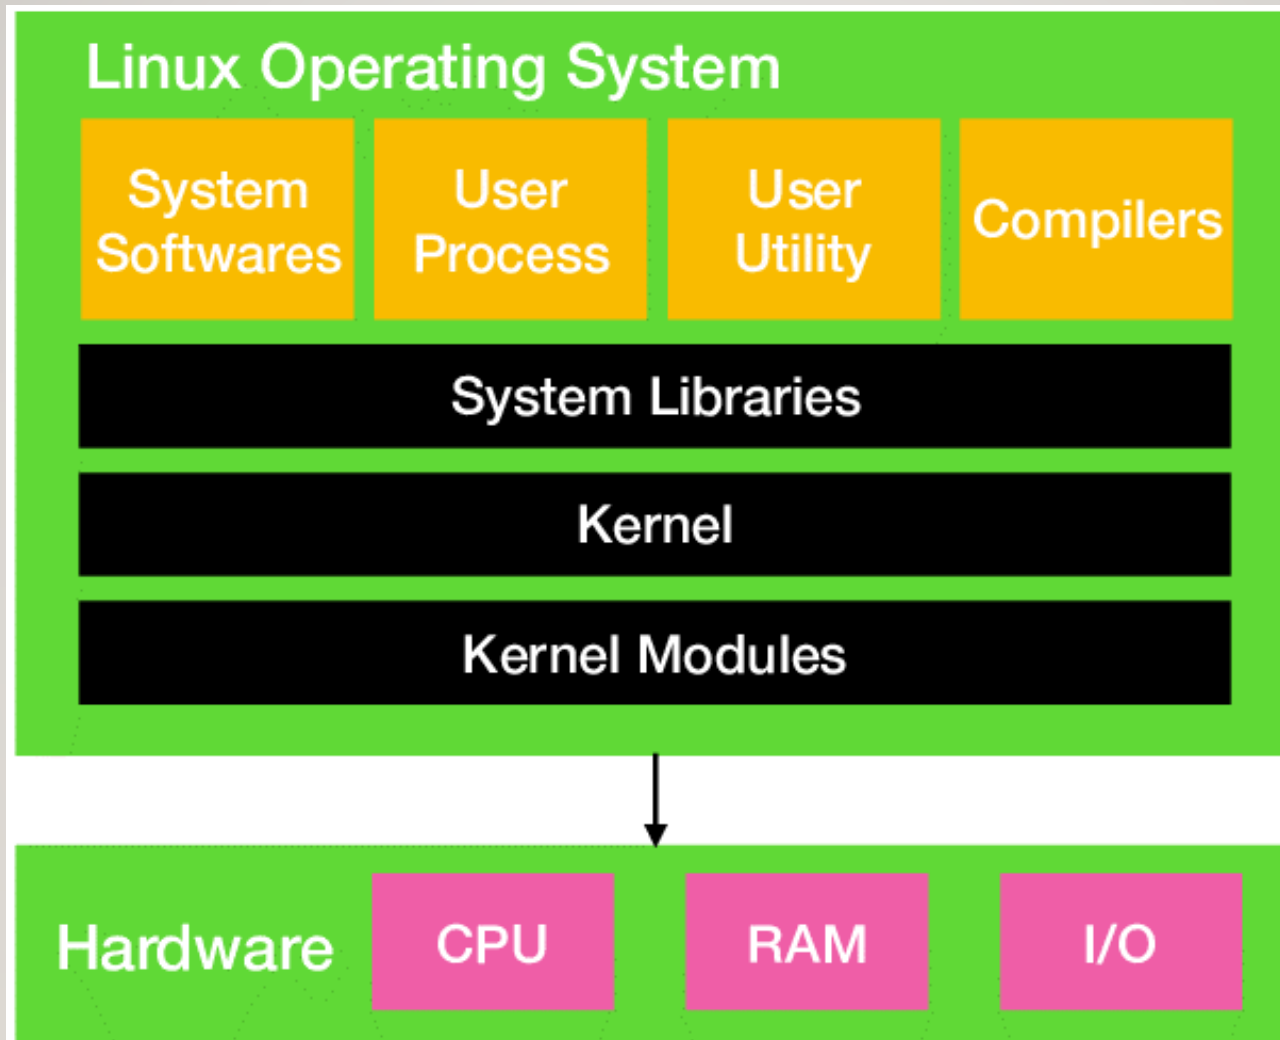 Linux Operating System
System
Softwares
User
Process
User
Utility
Compilers
System Libraries
Kernel
Kernel Modules
Hardware
CPU
RAM
I/O